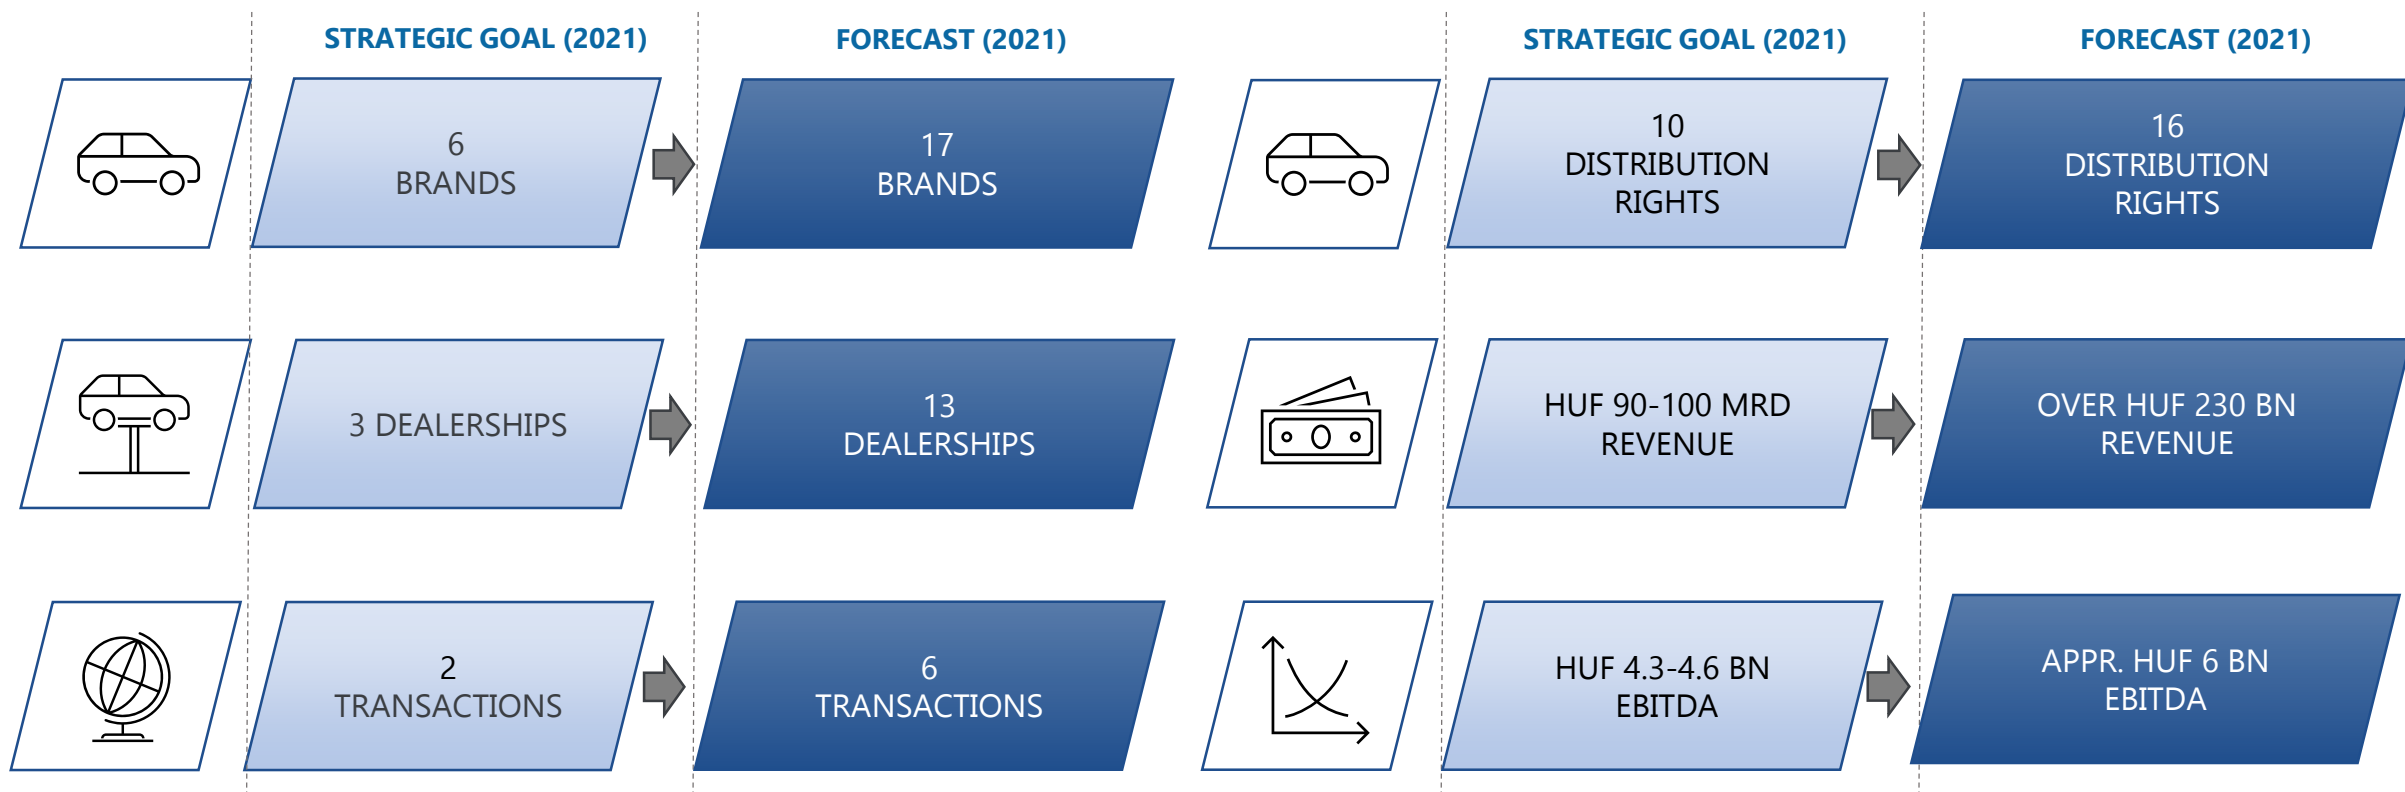 STRATEGIC GOAL (2021)
FORECAST (2021)
6
BRANDS
17
BRANDS
3 DEALERSHIPS
13
DEALERSHIPS
2
TRANSACTIONS
6
TRANSACTIONS
STRATEGIC GOAL (2021)
FORECAST (2021)
10
DISTRIBUTION
RIGHTS
16
DISTRIBUTION
RIGHTS
HUF 90-100 MRD
REVENUE
OVER HUF 230 BN
REVENUE
HUF 4.3-4.6 BN
EBITDA
APPR. HUF 6 BN
EBITDA